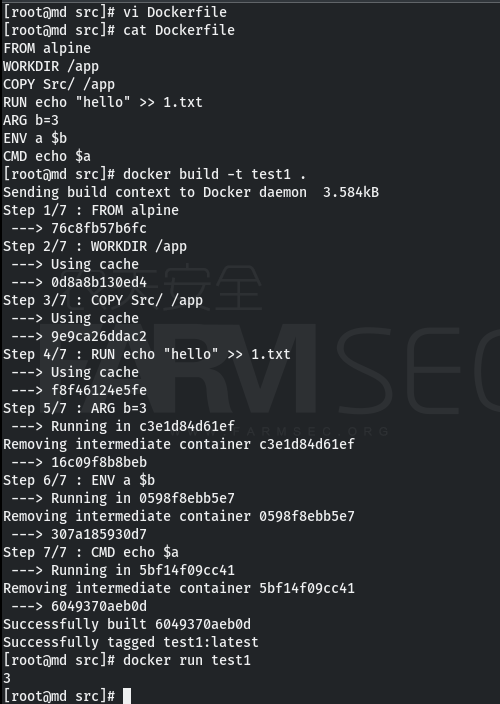 [root@md src]# vi Dockerfile
[root@md src]# cat Dockerfile
FROM alpine
WORKDIR /app
COPY Src/ /app
RUN echo "hello" >> 1.txt
ARG b=3
ENV a $b
CMD echo $a
[root@md src]# docker build -t test1 .
Sending build context to Docker daemon  3.584kB
Step 1/7 : FROM alpine
 ---> 76c8fb57b6fc
Step 2/7 : WORKDIR /app
 ---> Using cache
 ---> 0d8a8b130ed4
Step 3/7 : COPY Src/ /app
 ---> Using cache
 ---> 9e9ca26ddac2
Step 4/7 : RUN echo "hello" >> 1.txt
 ---> Using cache
 ---> f8f46124e5fe
Step 5/7 : ARG b=3
 ---> Running in c3e1d84d61ef
Removing intermediate container c3e1d84d61ef
 ---> 16c09f8b8beb
Step 6/7 : ENV a $b
 ---> Running in 0598f8ebb5e7
Removing intermediate container 0598f8ebb5e7
 ---> 307a185930d7
Step 7/7 : CMD echo $a
 ---> Running in 5bf14f09cc41
Removing intermediate container 5bf14f09cc41
 ---> 6049370aeb0d
Successfully built 6049370aeb0d
Successfully tagged test1:latest
[root@md src]# docker run test1
3
[root@md src]#
安全
ARMSEC
ARMSEC.ORG